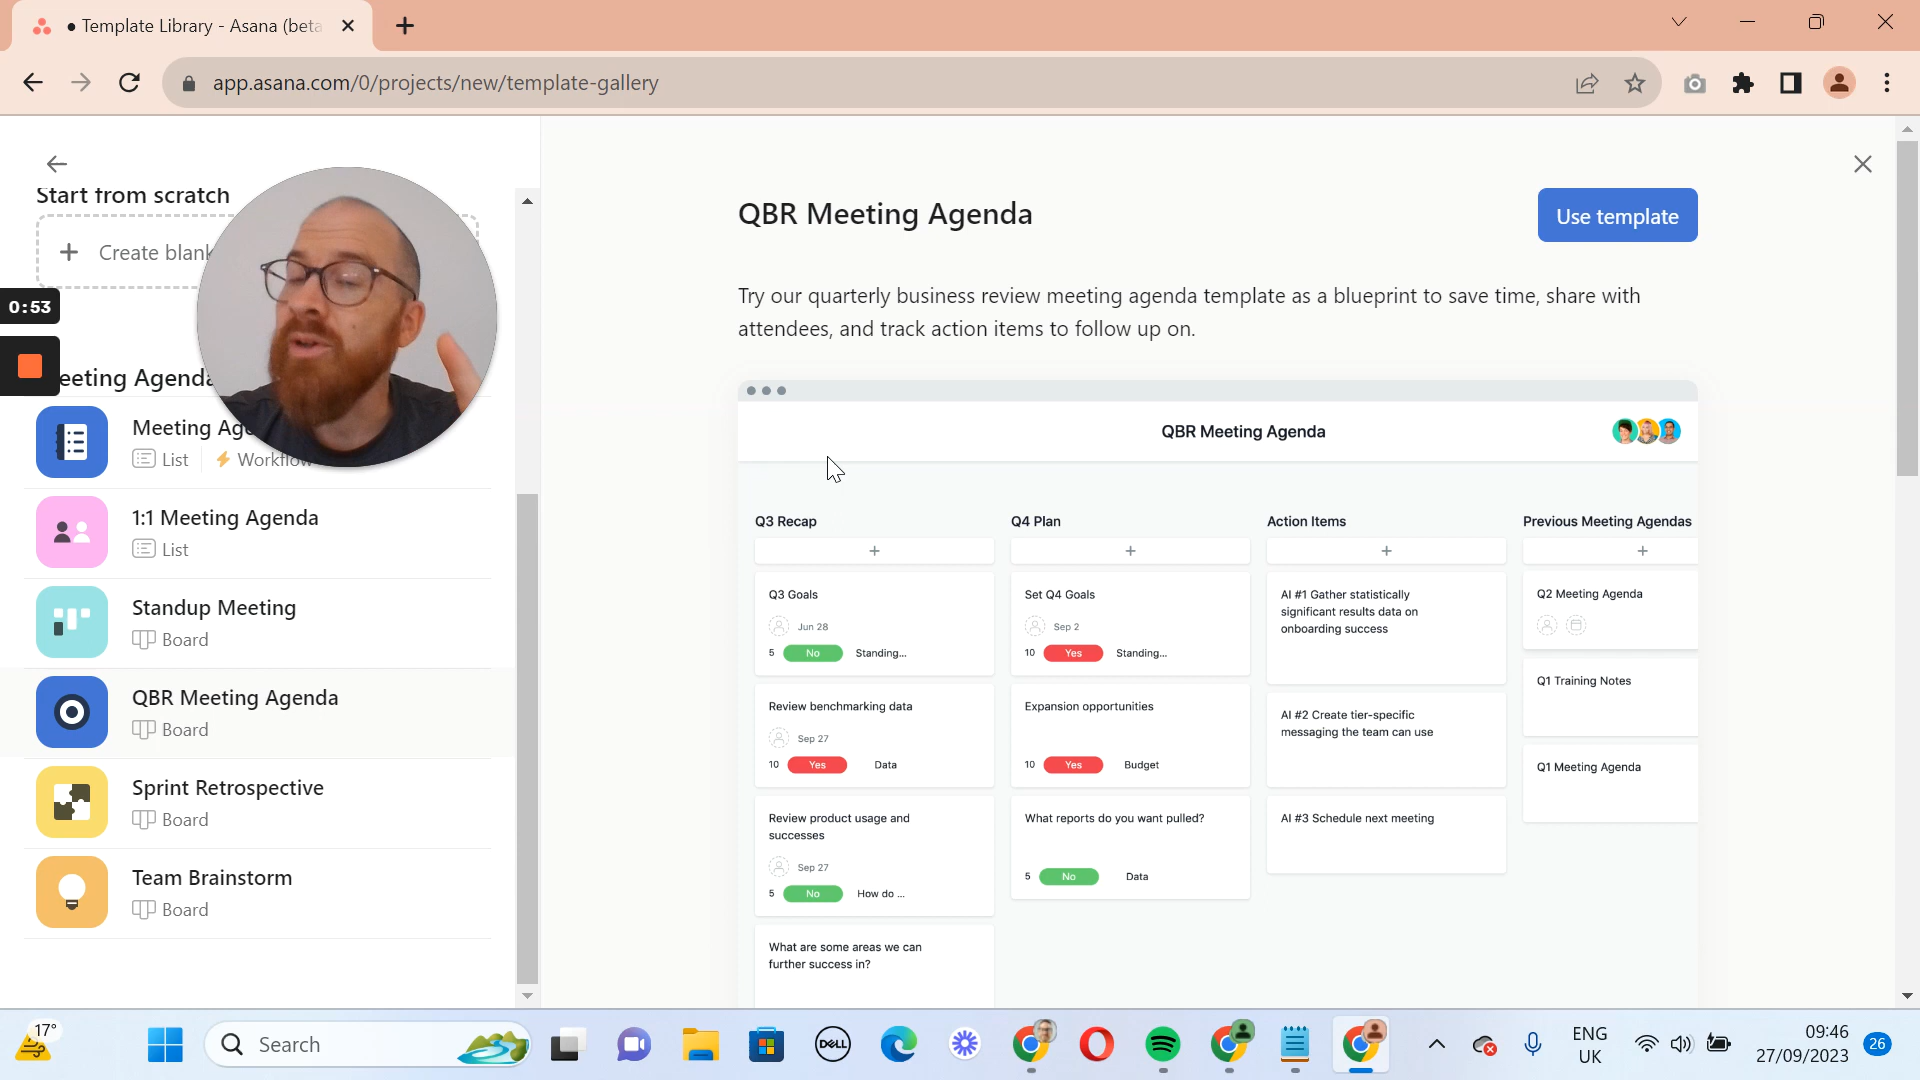 ● Template Library - Asana (beta
app.asana.com/0/projects/new/template-gallery
Start from scratch
Create blank
0:53
eeting Agenda
Meeting Age
List
Workflow
1:1 Meeting Agenda
List
Standup Meeting
Board
QBR Meeting Agenda
Board
Sprint Retrospective
Board
Team Brainstorm
Board
QBR Meeting Agenda
Use template
Try our quarterly business review meeting agenda template as a blueprint to save time, share with
attendees, and track action items to follow up on.
QBR Meeting Agenda
Q3 Recap
Q3 Goals
Jun 28
5 No Standing...
Review benchmarking data
Sep 27
10 Yes Data
Review product usage and
successes
Sep 27
5 No How do ...
What are some areas we can
further success in?
Q4 Plan
Set Q4 Goals
Sep 2
10 Yes Standing...
Expansion opportunities
10 Yes Budget
What reports do you want pulled?
5 No Data
Action Items
AI #1 Gather statistically
significant results data on
onboarding success
AI #2 Create tier-specific
messaging the team can use
AI #3 Schedule next meeting
Previous Meeting Agendas
Q2 Meeting Agenda
Q1 Training Notes
Q1 Meeting Agenda
17°
Search
DELL
ENG
UK
09:46
27/09/2023
26